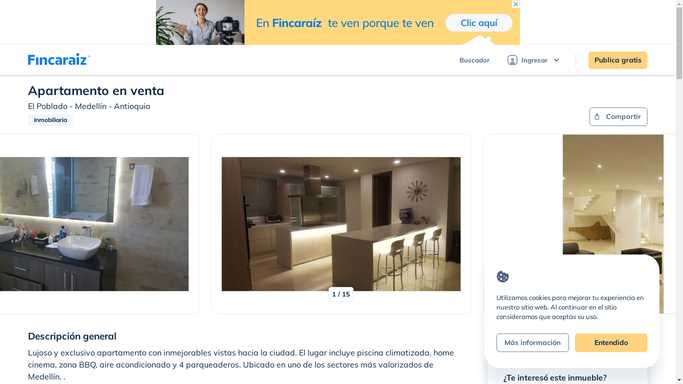 En Fincaraíz te ven porque te ven
Clic aquí
Fincaraíz
Buscador
Ingresar
Publica gratis
Apartamento en venta
El Poblado - Medellín - Antioquia
Inmobiliaria
Compartir
1 / 15
Utilizamos cookies para mejorar tu experiencia en
nuestro sitio web. Al continuar en el sitio
consideramos que aceptas su uso.
Más información
Entendido
Descripción general
Lujoso y exclusivo apartamento con inmejorables vistas hacia la ciudad. El lugar incluye piscina climatizada, home
cinema, zona BBQ, aire acondicionado y 4 parqueaderos. Ubicado en uno de los sectores más valorizados de
Medellín. .
¿Te interesó este inmueble?